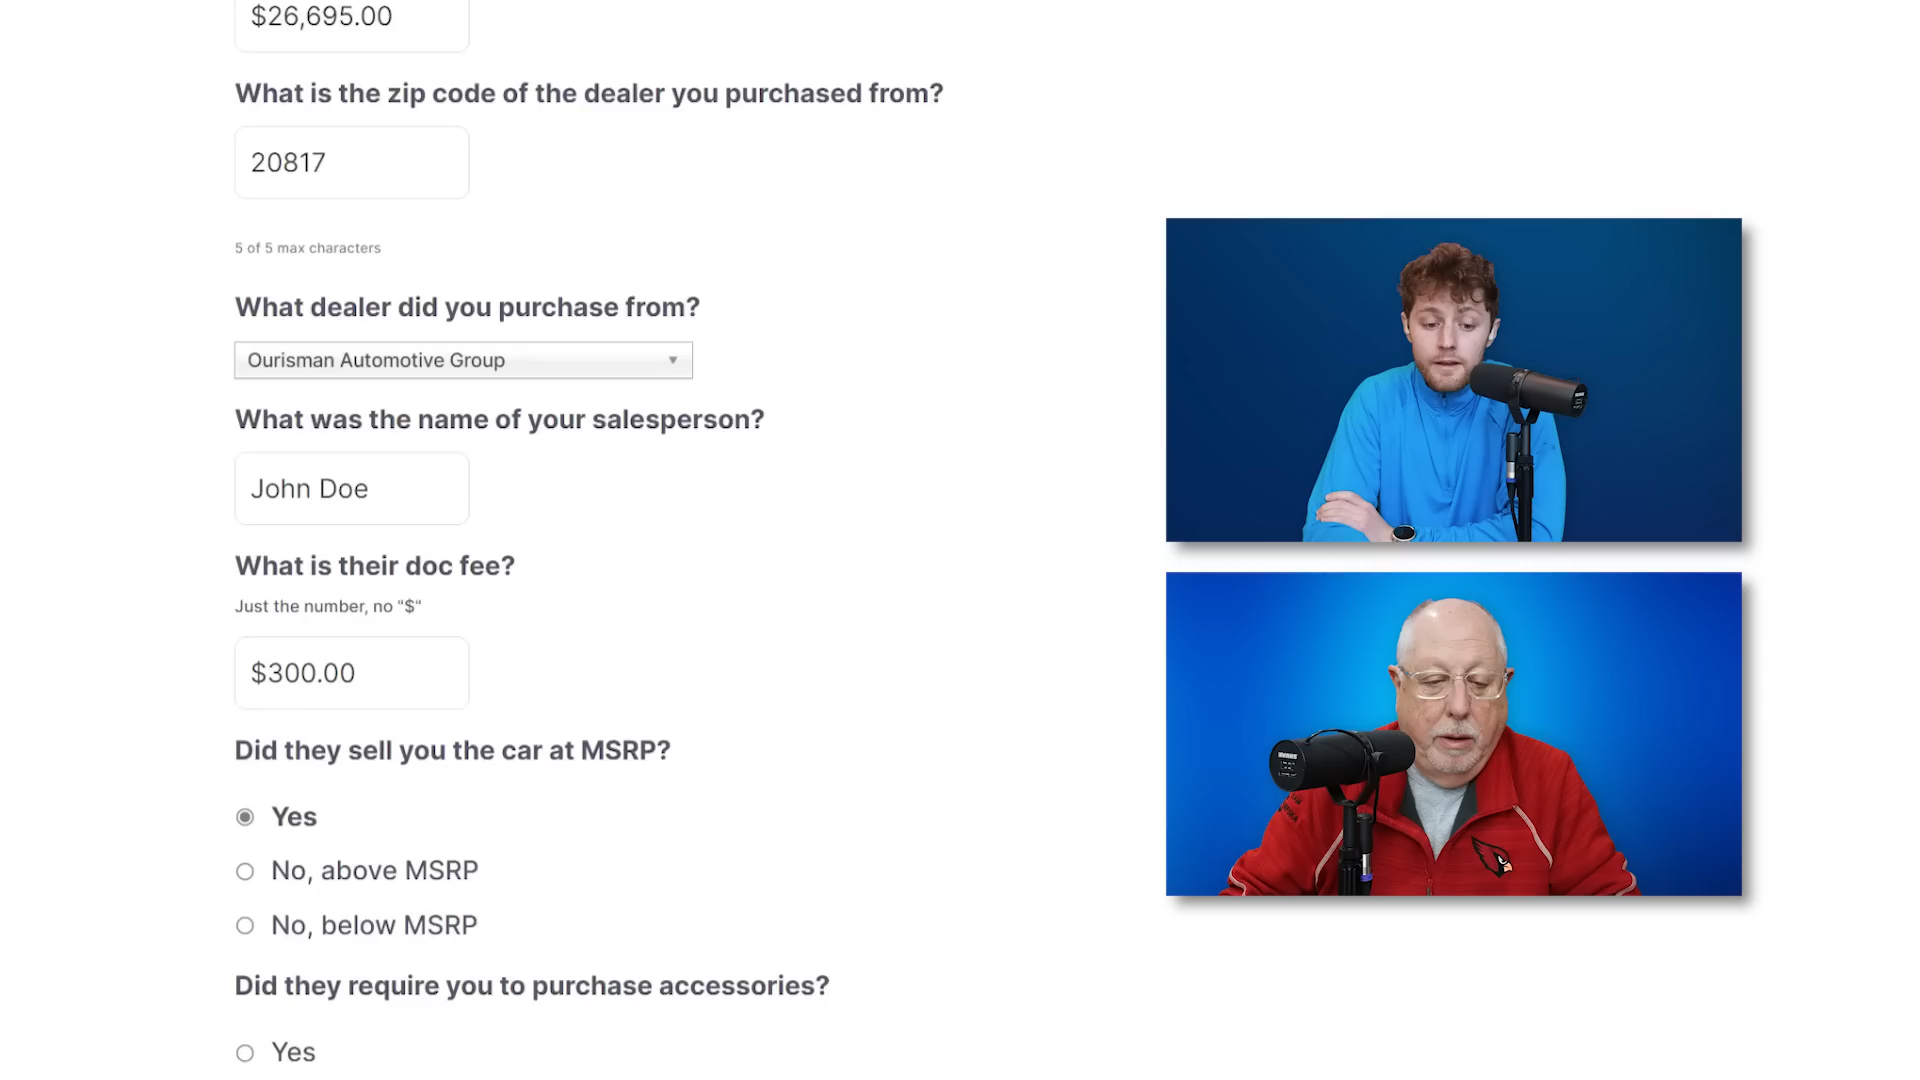 $26,695.00
What is the zip code of the dealer you purchased from?
20817
5 of 5 max characters
What dealer did you purchase from?
Ourisman Automotive Group
What was the name of your salesperson?
John Doe
What is their doc fee?
Just the number, no "$"
$300.00
Did they sell you the car at MSRP?
Yes
No, above MSRP
No, below MSRP
Did they require you to purchase accessories?
Yes